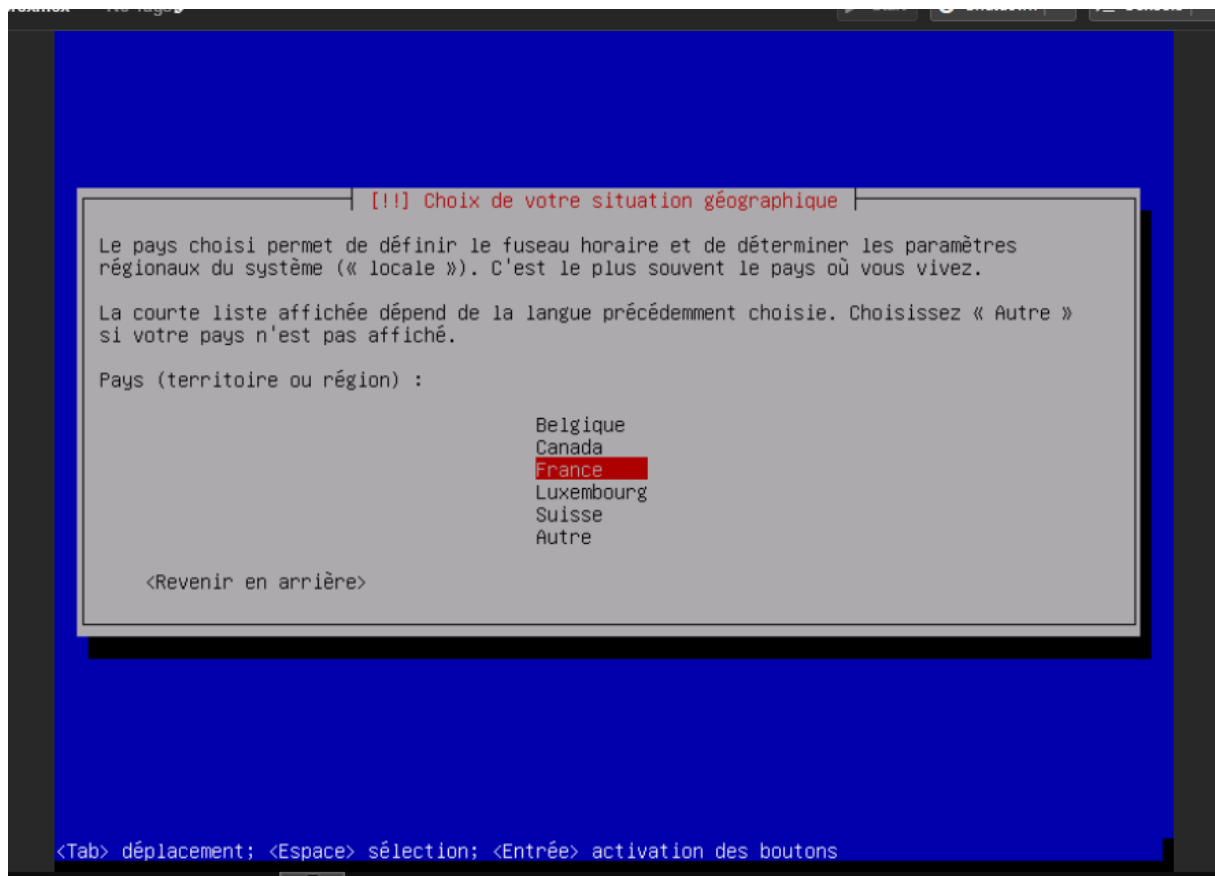 [!!] Choix de votre situation géographique
Le pays choisi permet de définir le fuseau horaire et de déterminer les paramètres
régionaux du système (« locale »). C'est le plus souvent le pays où vous vivez.
La courte liste affichée dépend de la langue précédemment choisie. Choisissez « Autre »
si votre pays n'est pas affiché.
Pays (territoire ou région) :
Belgique
Canada
France
Luxembourg
Suisse
Autre
<Revenir en arrière>
<Tab> déplacement; <Espace> sélection; <Entrée> activation des boutons